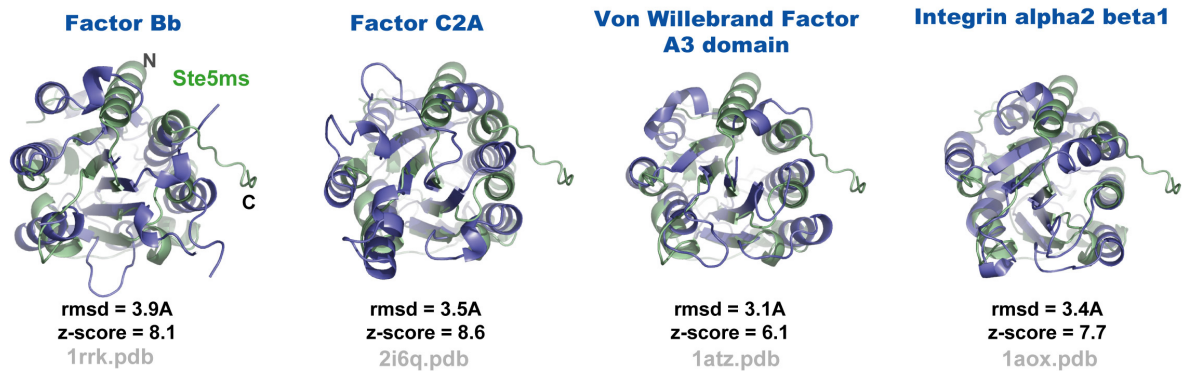 Factor Bb
Factor C2A
Von Willebrand Factor
A3 domain
Integrin alpha2 beta1
N
Ste5ms
C
rmsd = 3.9A
z-score = 8.1
1rrk.pdb
rmsd = 3.5A
z-score = 8.6
2i6q.pdb
rmsd = 3.1A
z-score = 6.1
1atz.pdb
rmsd = 3.4A
z-score = 7.7
1aox.pdb